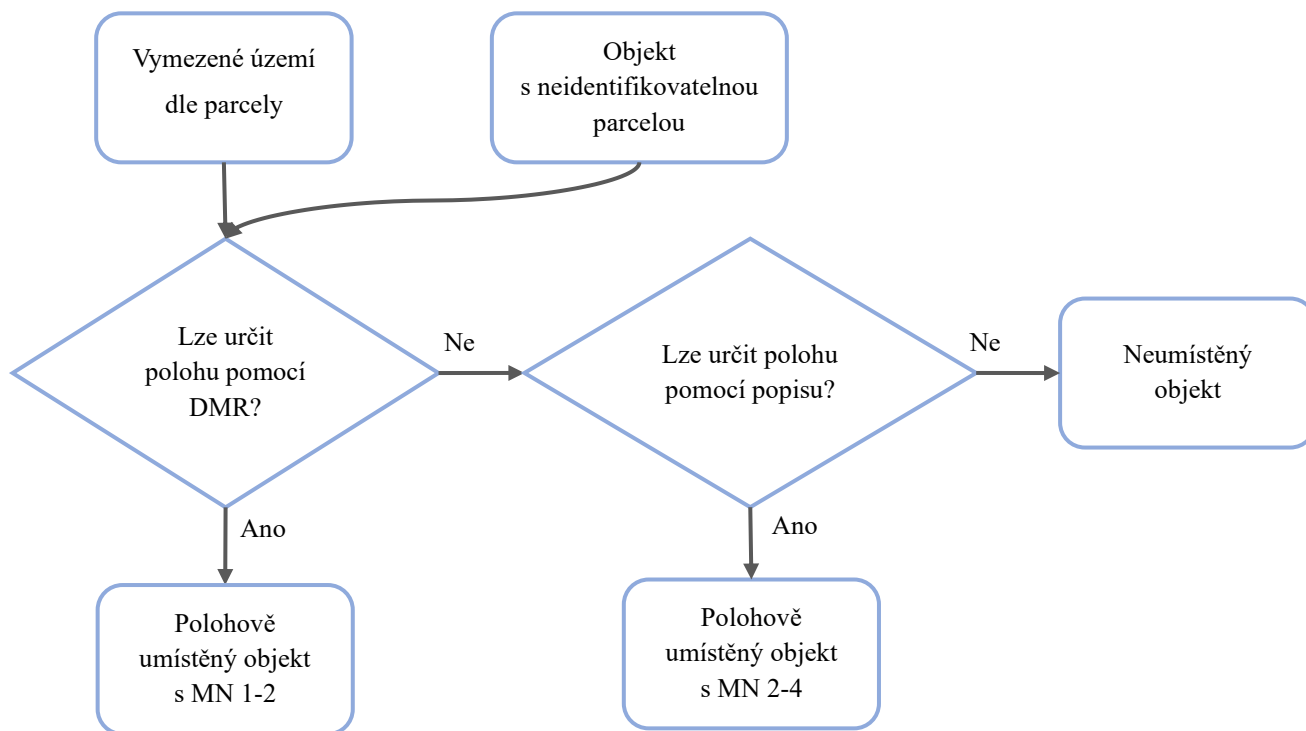 Vymezené území
dle parcely
Objekt
s neidentifikovatelnou
parcelou
Lze určit
polohu pomocí
DMR?
Ne
Lze určit polohu
pomocí popisu?
Ne
Neumístěný
objekt
Ano
Ano
Polohově
umístěný objekt
s MN 1-2
Polohově
umístěný objekt
s MN 2-4